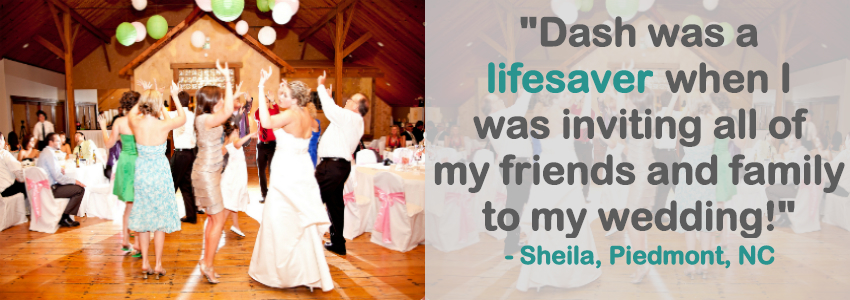 "Dash was a
lifesaver when I
was inviting all of
my friends and family
to my wedding!"
- Sheila, Piedmont, NC